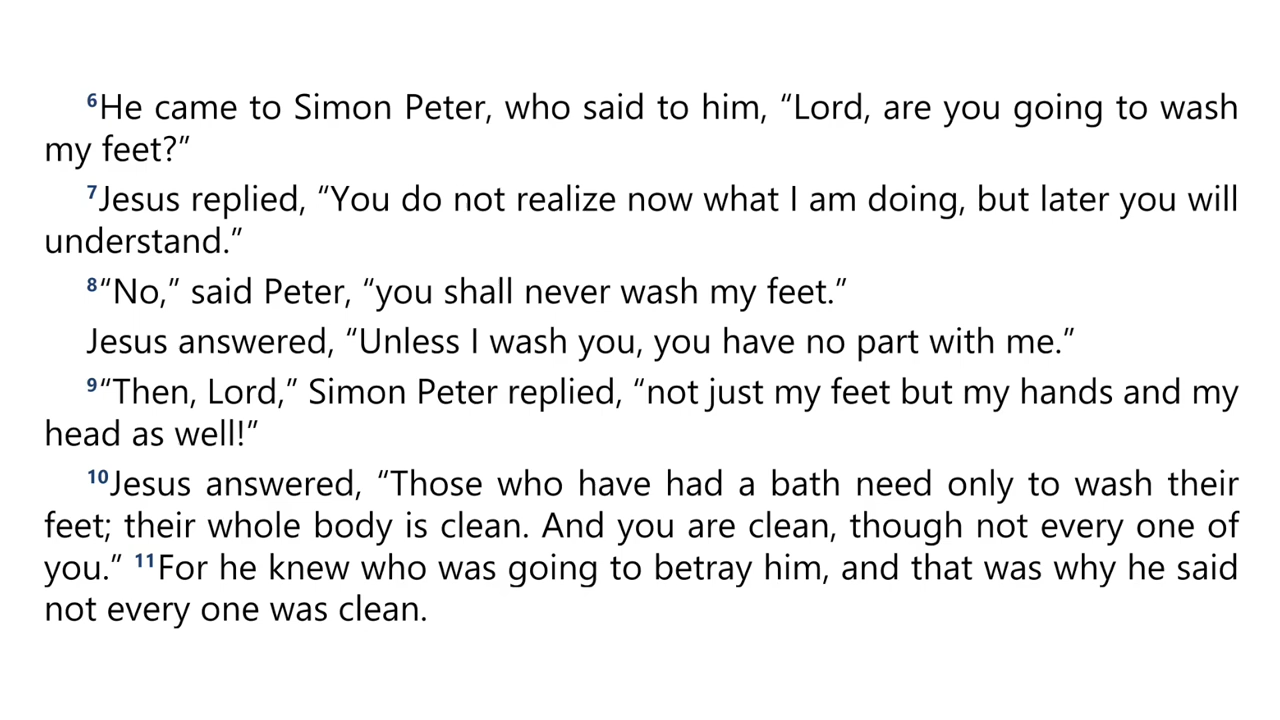 6He came to Simon Peter, who said to him, “Lord, are you going to wash
my feet?”
7Jesus replied, “You do not realize now what I am doing, but later you will
understand.”
8“No,” said Peter, “you shall never wash my feet.”
Jesus answered, “Unless I wash you, you have no part with me.”
9“Then, Lord,” Simon Peter replied, “not just my feet but my hands and my
head as well!”
10Jesus answered, “Those who have had a bath need only to wash their
feet; their whole body is clean. And you are clean, though not every one of
you.” 11For he knew who was going to betray him, and that was why he said
not every one was clean.